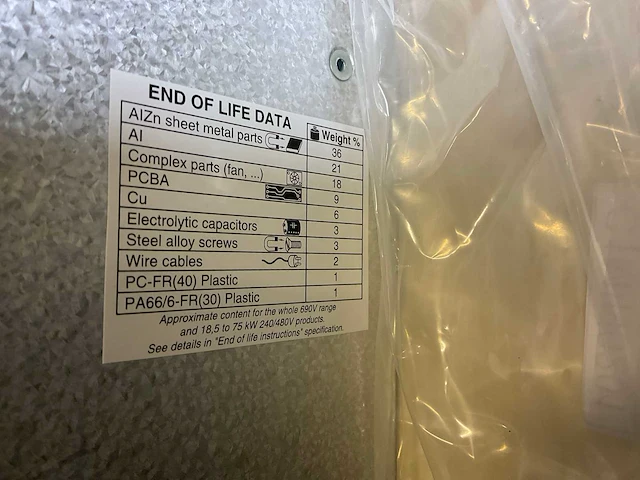 END OF LIFE DATA
Weight %
AlZn sheet metal parts 36
Al 21
Complex parts (fan, ...) 18
PCBA 9
Cu 6
Electrolytic capacitors 3
Steel alloy screws 3
Wire cables 2
PC-FR(40) Plastic 1
PA66/6-FR(30) Plastic 1
Approximate content for the whole 690V range
and 18,5 to 75 kW 240/480V products.
See details in "End of life instructions" specification.